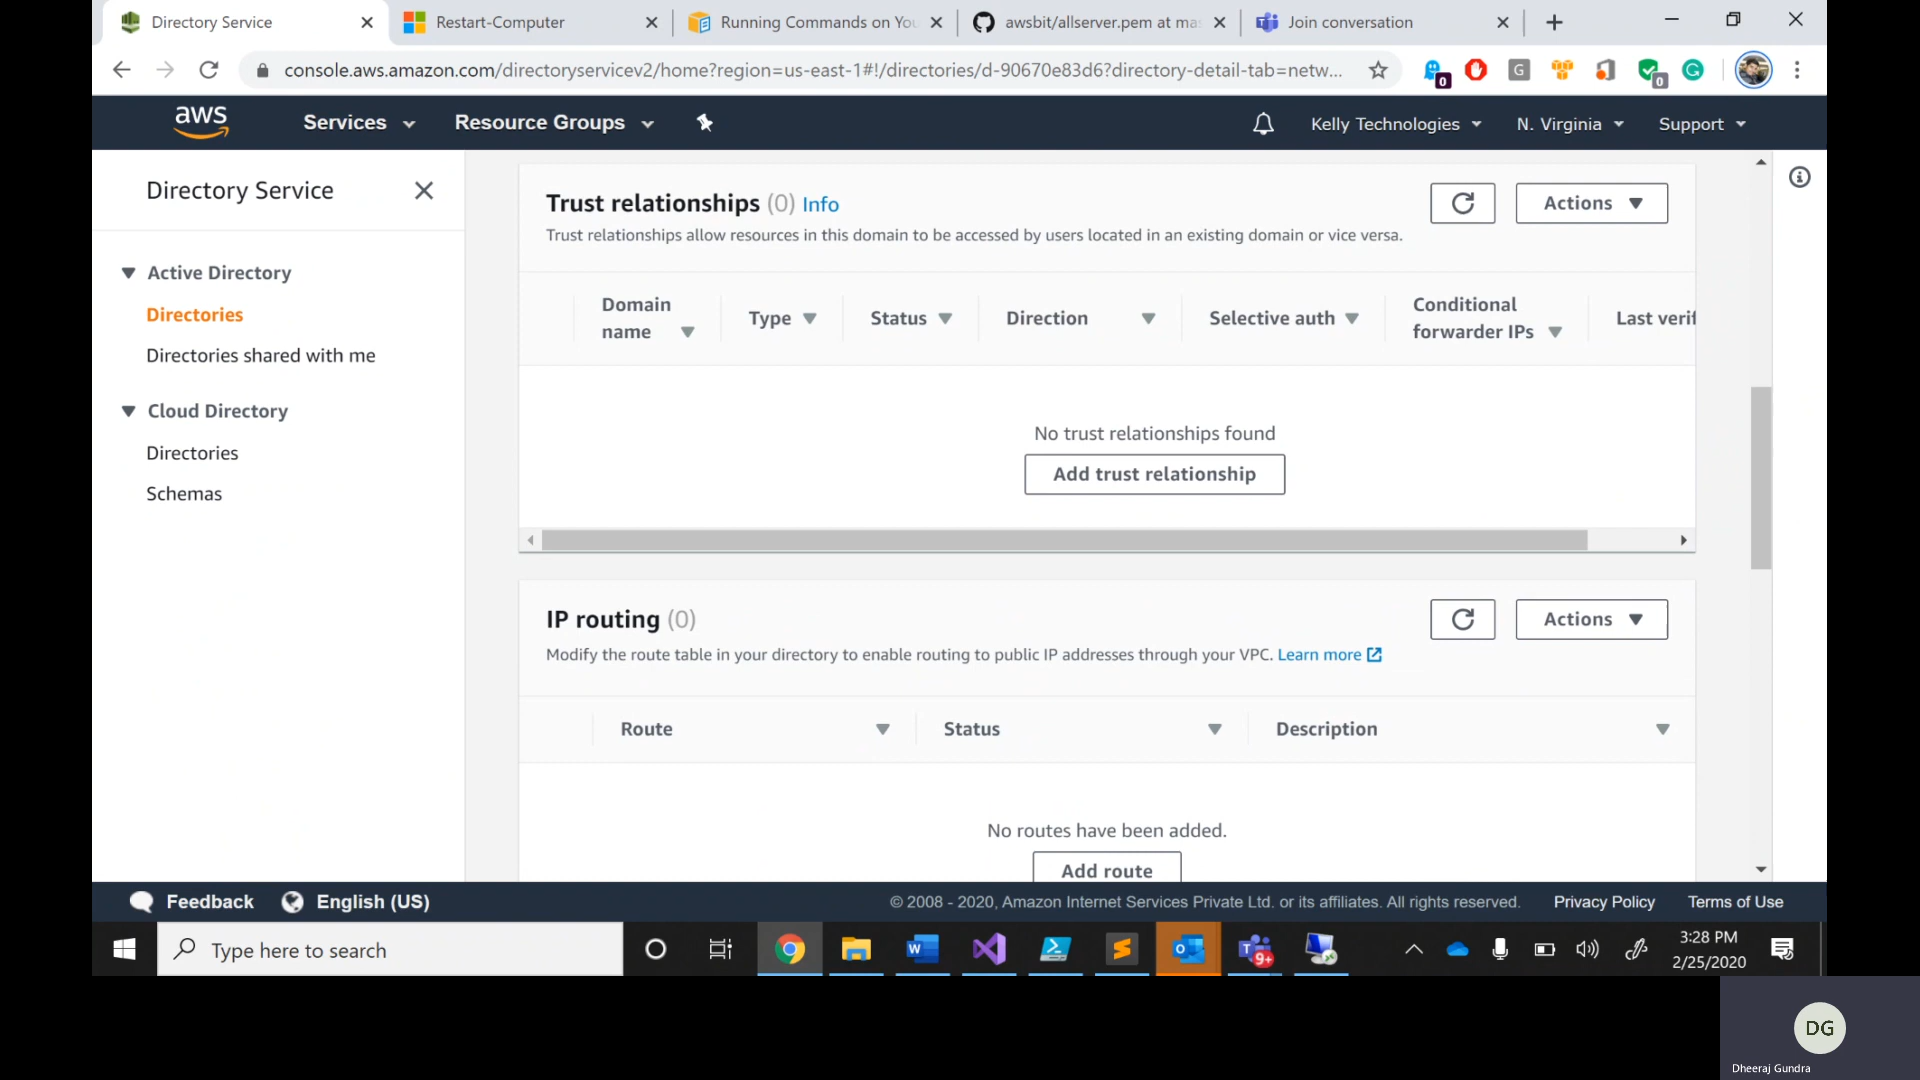 Directory Service
Restart-Computer
Running Commands on You
awsbit/allserver.pem at mas
Join conversation
console.aws.amazon.com/directoryservicev2/home?region=us-east-1#!/directories/d-90670e83d6?directory-detail-tab=netw...
0
G
0
aws
Services
Resource Groups
Kelly Technologies
N. Virginia
Support
Directory Service
Active Directory
Directories
Directories shared with me
Cloud Directory
Directories
Schemas
Trust relationships (0) Info
Actions
Trust relationships allow resources in this domain to be accessed by users located in an existing domain or vice versa.
Domain name
Type
Status
Direction
Selective auth
Conditional forwarder IPs
Last verif
No trust relationships found
Add trust relationship
IP routing (0)
Actions
Modify the route table in your directory to enable routing to public IP addresses through your VPC. Learn more
Route
Status
Description
No routes have been added.
Add route
Feedback
English (US)
© 2008 - 2020, Amazon Internet Services Private Ltd. or its affiliates. All rights reserved.
Privacy Policy
Terms of Use
Type here to search
9+
3:28 PM
2/25/2020
DG
Dheeraj Gundra